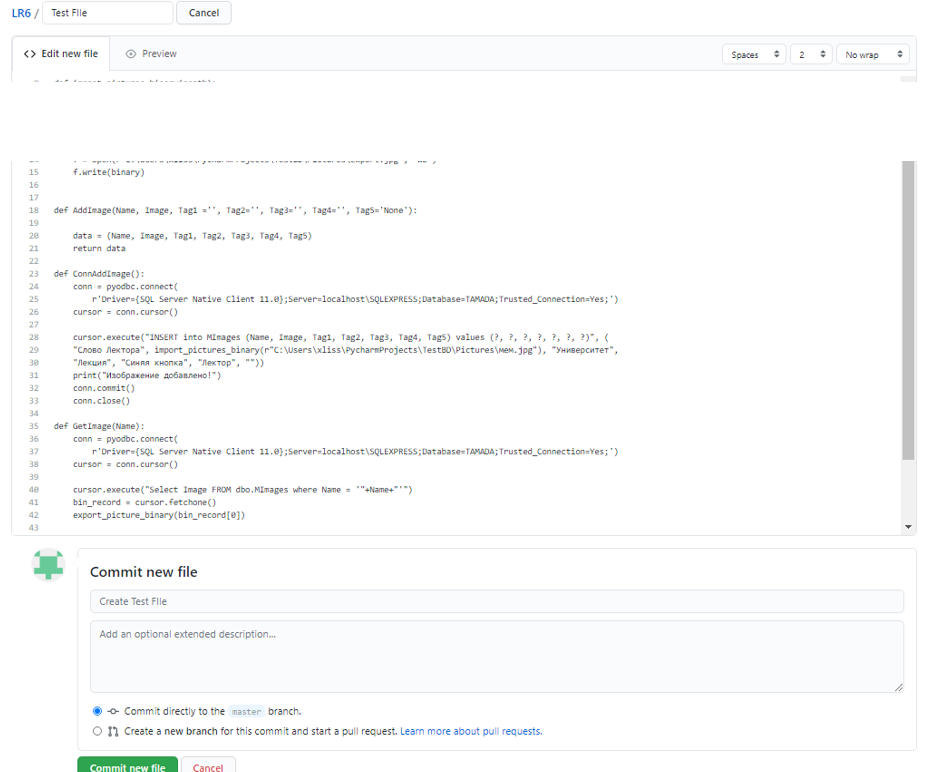 LR6 / Test FIle Cancel
Edit new file Preview Spaces 2 No wrap
15 f.write(binary)
16
17
18 def AddImage(Name, Image, Tag1 ='', Tag2='', Tag3='', Tag4='', Tag5='None'):
19
20 data = (Name, Image, Tag1, Tag2, Tag3, Tag4, Tag5)
21 return data
22
23 def ConnAddImage():
24 conn = pyodbc.connect(
25 r'Driver={SQL Server Native Client 11.0};Server=localhost\SQLEXPRESS;Database=TAMADA;Trusted_Connection=Yes;')
26 cursor = conn.cursor()
27
28 cursor.execute("INSERT into MImages (Name, Image, Tag1, Tag2, Tag3, Tag4, Tag5) values (?, ?, ?, ?, ?, ?, ?)", (
29 "Слово Лектора", import_pictures_binary(r"C:\Users\xliss\PycharmProjects\TestBD\Pictures\мем.jpg"), "Университет",
30 "Лекция", "Синяя кнопка", "Лектор", ""))
31 print("Изображение добавлено!")
32 conn.commit()
33 conn.close()
34
35 def GetImage(Name):
36 conn = pyodbc.connect(
37 r'Driver={SQL Server Native Client 11.0};Server=localhost\SQLEXPRESS;Database=TAMADA;Trusted_Connection=Yes;')
38 cursor = conn.cursor()
39
40 cursor.execute("Select Image FROM dbo.MImages where Name = '"+Name+"'")
41 bin_record = cursor.fetchone()
42 export_picture_binary(bin_record[0])
43
Commit new file
Create Test FIle
Add an optional extended description...
Commit directly to the master branch.
Create a new branch for this commit and start a pull request. Learn more about pull requests.
Commit new file Cancel